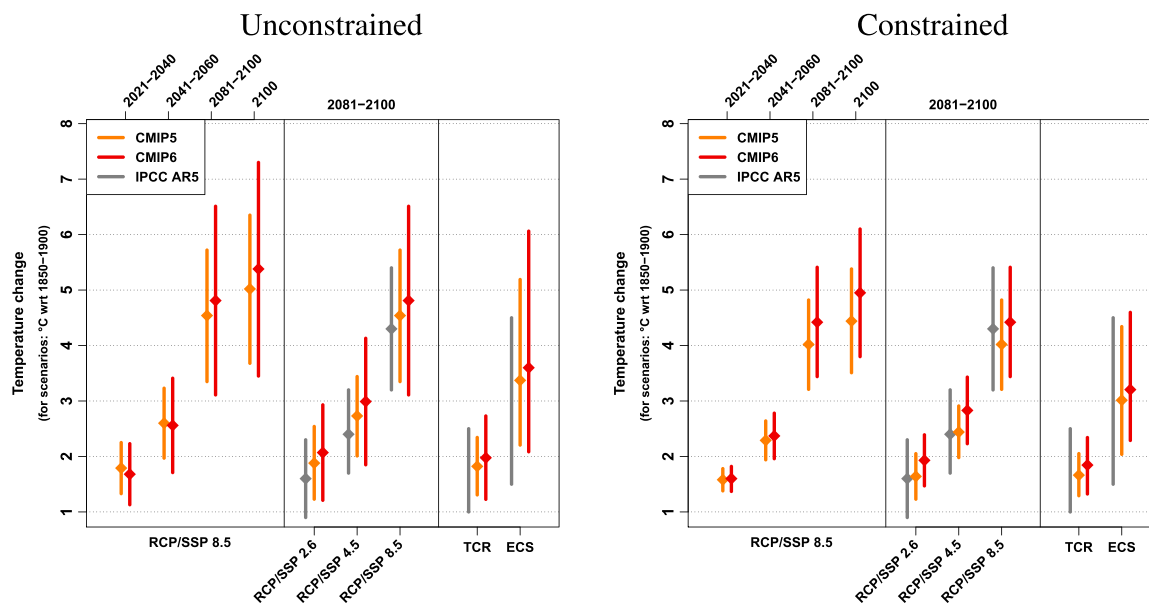 Unconstrained
2021−2040
2041−2060
2081−2100
2100
2081−2100
CMIP5
CMIP6
IPCC AR5
Temperature change
(for scenarios: °C wrt 1850−1900)
8
7
6
5
4
3
2
1
RCP/SSP 8.5
RCP/SSP 2.6
RCP/SSP 4.5
RCP/SSP 8.5
TCR
ECS
Constrained
2021−2040
2041−2060
2081−2100
2100
2081−2100
CMIP5
CMIP6
IPCC AR5
Temperature change
(for scenarios: °C wrt 1850−1900)
8
7
6
5
4
3
2
1
RCP/SSP 8.5
RCP/SSP 2.6
RCP/SSP 4.5
RCP/SSP 8.5
TCR
ECS